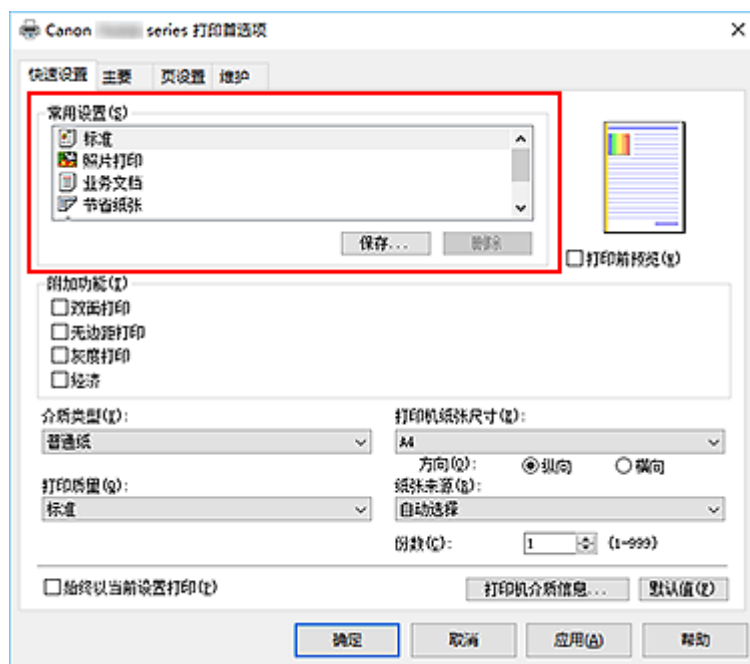 Canon series 打印首选项
快速设置 主要 页设置 维护
常用设置(S)
标准
照片打印
业务文档
节省纸张
保存... 删除
打印前预览(W)
附加功能(I)
双面打印
无边距打印
灰度打印
经济
介质类型(Y): 打印机纸张尺寸(Z):
普通纸 A4
方向(O): 纵向 横向
打印质量(Q): 纸张来源(B):
标准 自动选择
份数(C): 1 (1-999)
始终以当前设置打印(P)
打印机介质信息... 默认值(F)
确定 取消 应用(A) 帮助